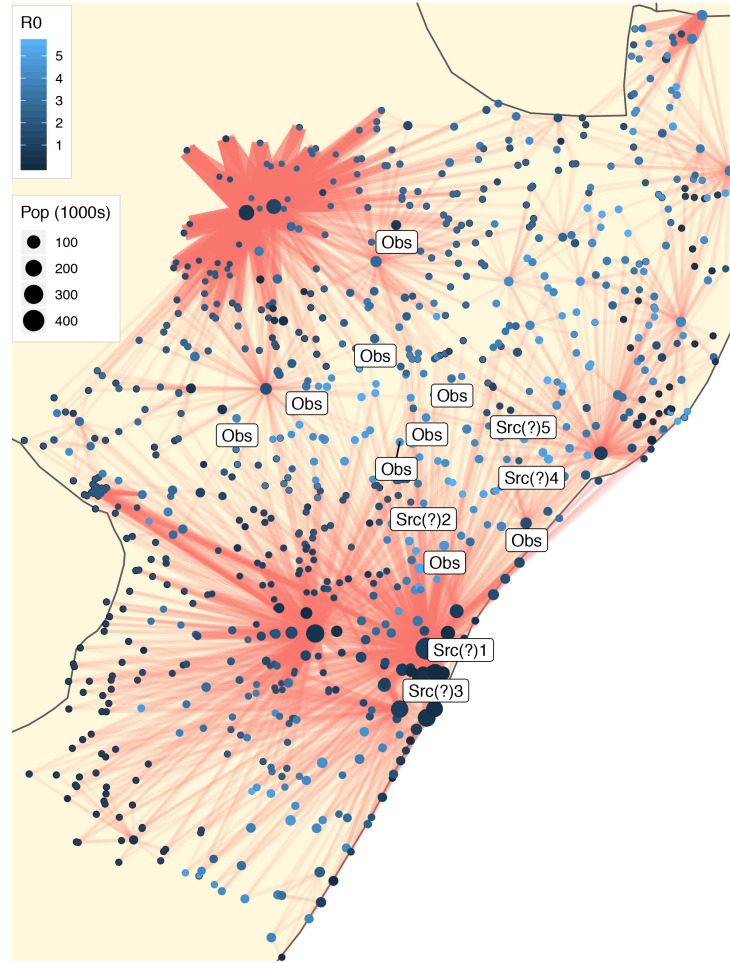 R0
5
4
3
2
1
Pop (1000s)
100
200
300
400
Obs
Obs
Obs
Obs
Obs
Obs
Src(?)5
Obs
Src(?)4
Src(?)2
Obs
Obs
Src(?)1
Src(?)3